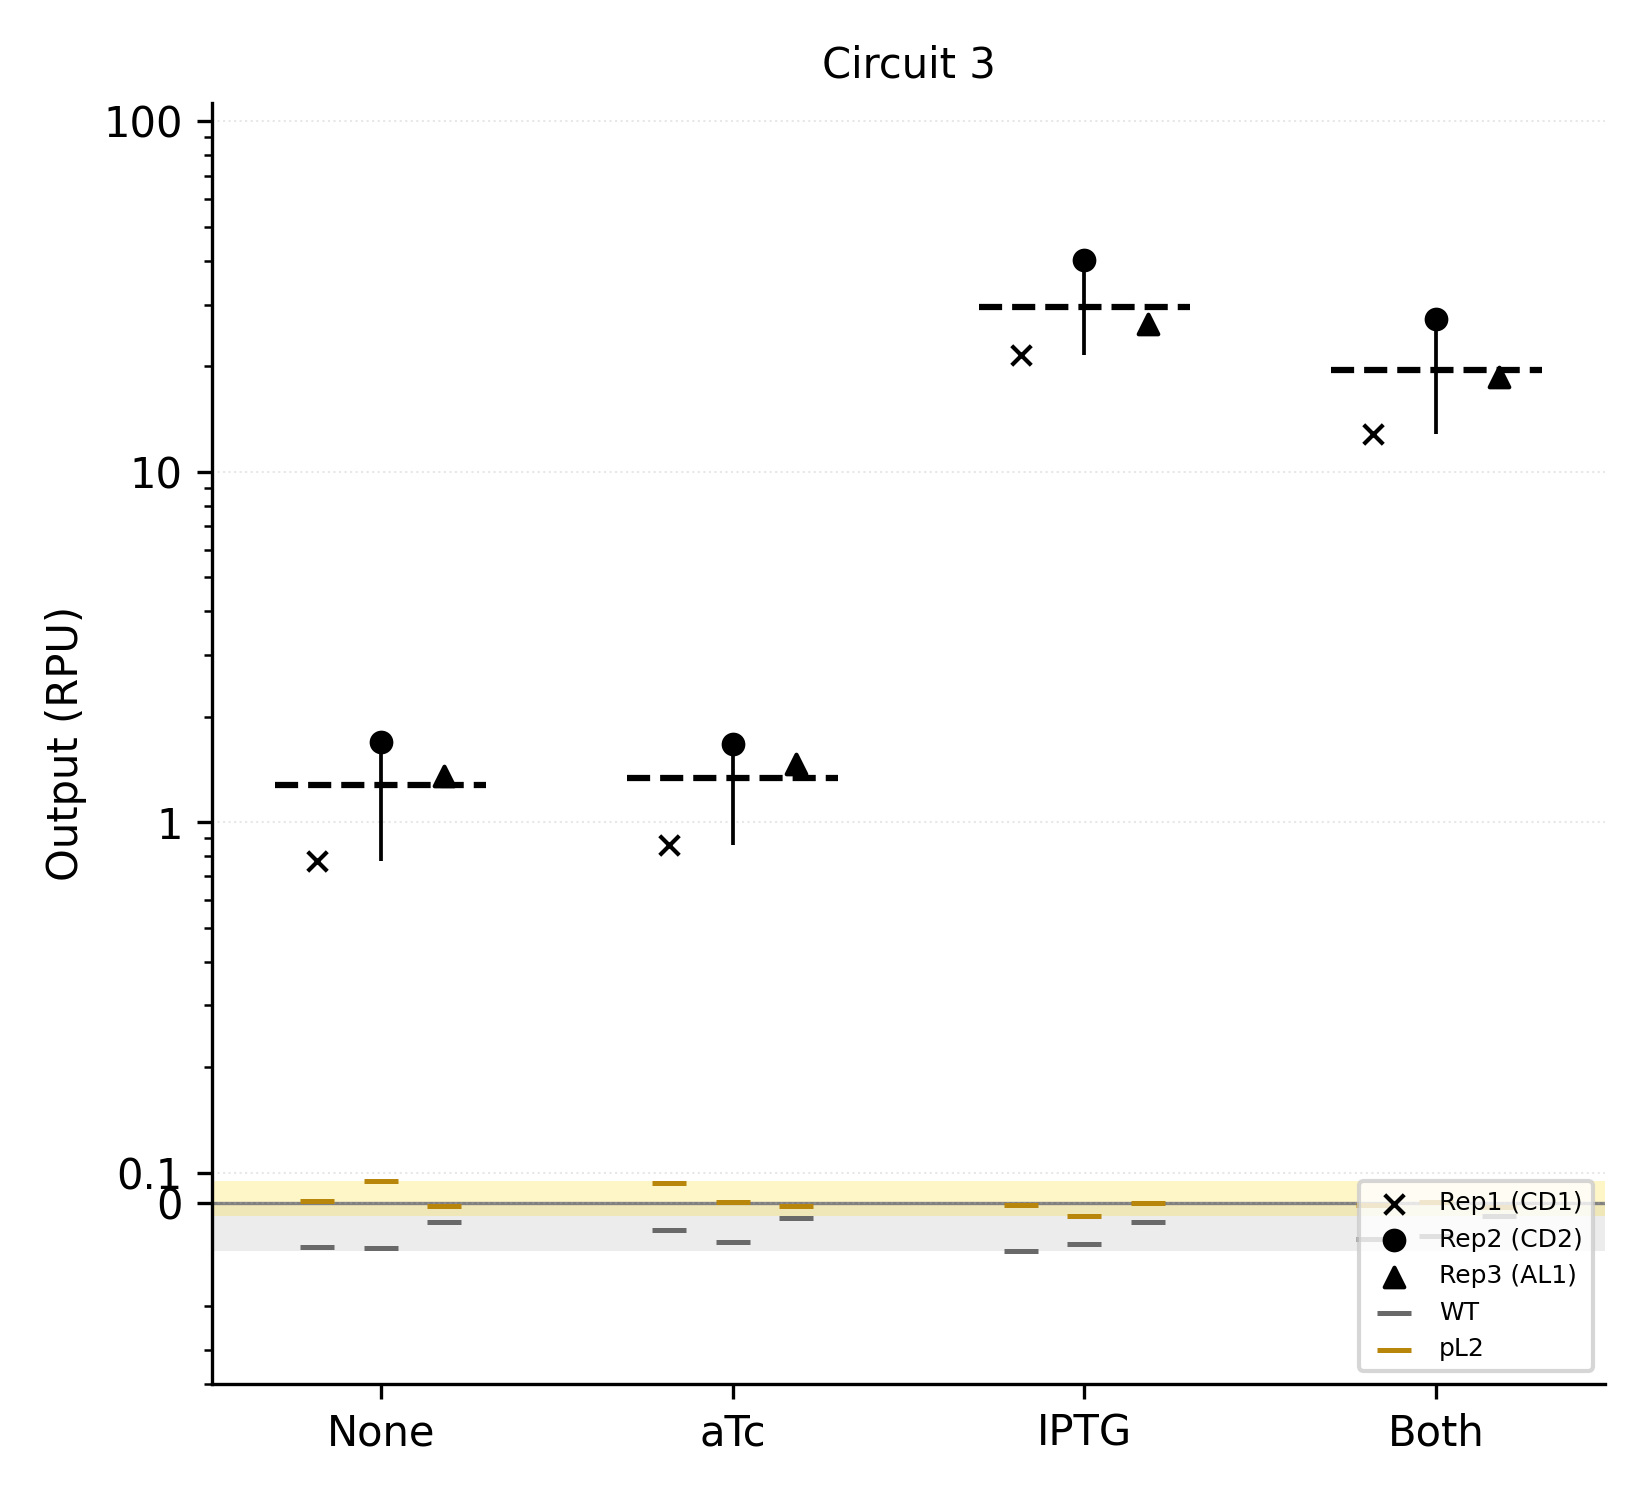 Circuit 3
100
10
1
0.1
0
Output (RPU)
None
aTc
IPTG
Both
Rep1 (CD1)
Rep2 (CD2)
Rep3 (AL1)
WT
pL2